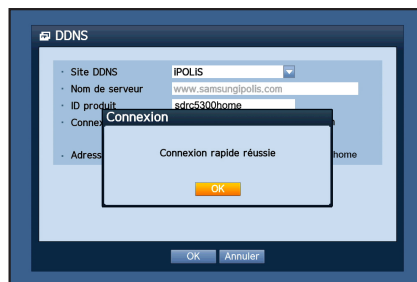 DDNS
· Site DDNS iPOLiS
· Nom de serveur www.samsungipolis.com
· ID produit sdrc5300home
· Connex
Connexion
· Adress home
Connexion rapide réussie
OK
OK Annuler